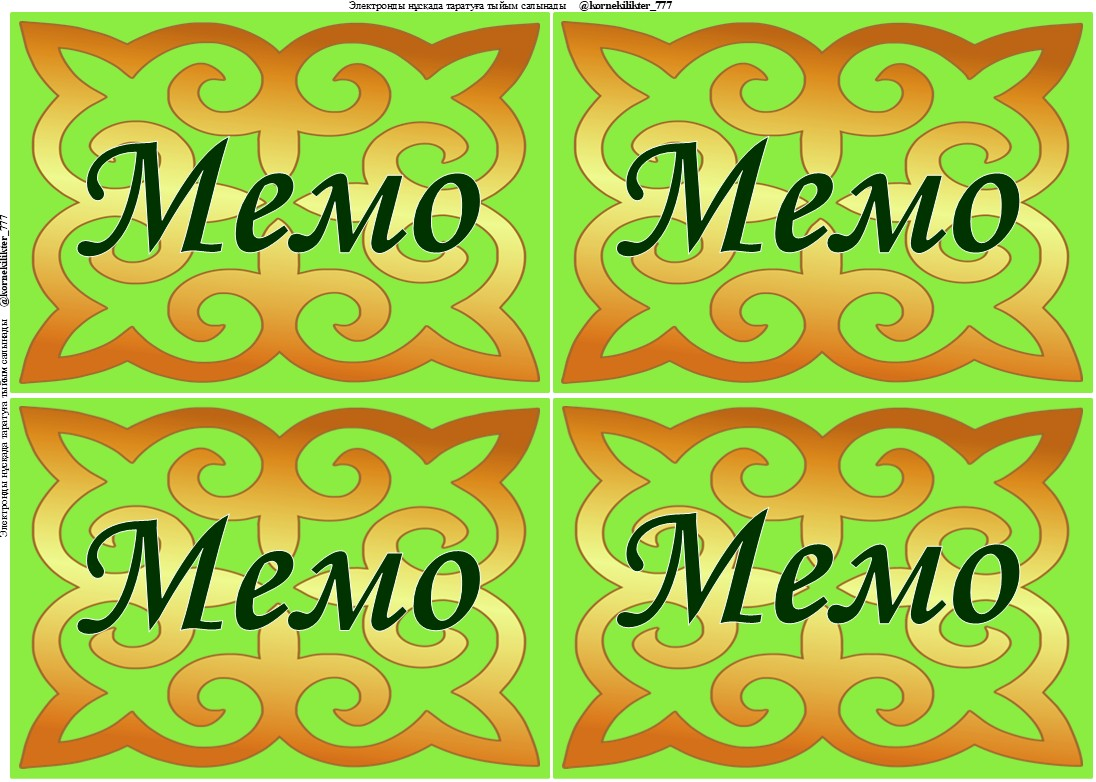 Электронды нұсқада таратуға тыйым салынады @kornekilikter_777
Мемо
Мемо
Электронды нұсқада таратуға тыйым салынады @kornekilikter_777
Мемо
Мемо